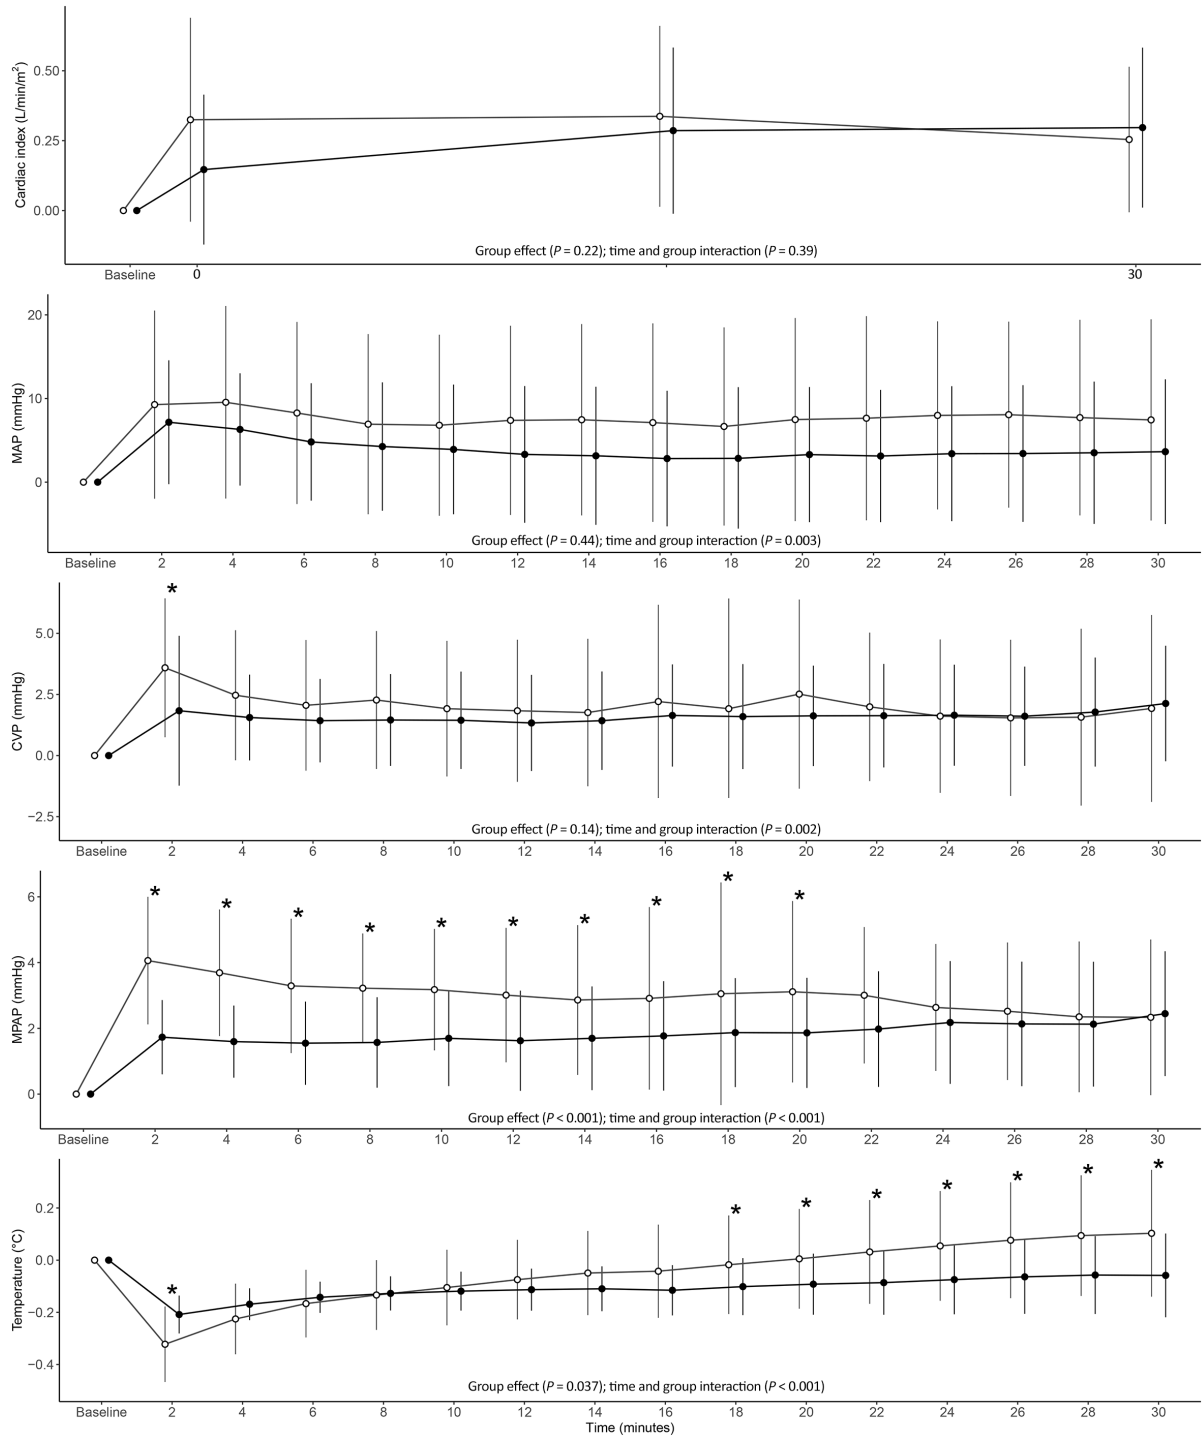 Cardiac index (L/min/m²)
0.50
0.25
0.00
Group effect (P = 0.22); time and group interaction (P = 0.39)
Baseline 0 30
MAP (mmHg)
20
10
0
Group effect (P = 0.44); time and group interaction (P = 0.003)
Baseline 2 4 6 8 10 12 14 16 18 20 22 24 26 28 30
*
CVP (mmHg)
5.0
2.5
0.0
−2.5
Group effect (P = 0.14); time and group interaction (P = 0.002)
Baseline 2 4 6 8 10 12 14 16 18 20 22 24 26 28 30
* * * * * * * * * *
MPAP (mmHg)
6
4
2
0
Group effect (P < 0.001); time and group interaction (P < 0.001)
Baseline 2 4 6 8 10 12 14 16 18 20 22 24 26 28 30
* * * * * * * *
Temperature (°C)
0.2
0.0
−0.2
−0.4
Group effect (P = 0.037); time and group interaction (P < 0.001)
Baseline 2 4 6 8 10 12 14 16 18 20 22 24 26 28 30
Time (minutes)